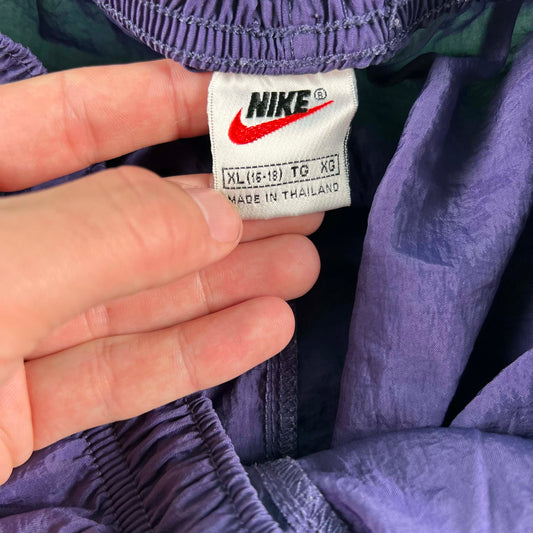 NIKE ®
XL (16-18) TG XG
MADE IN THAILAND